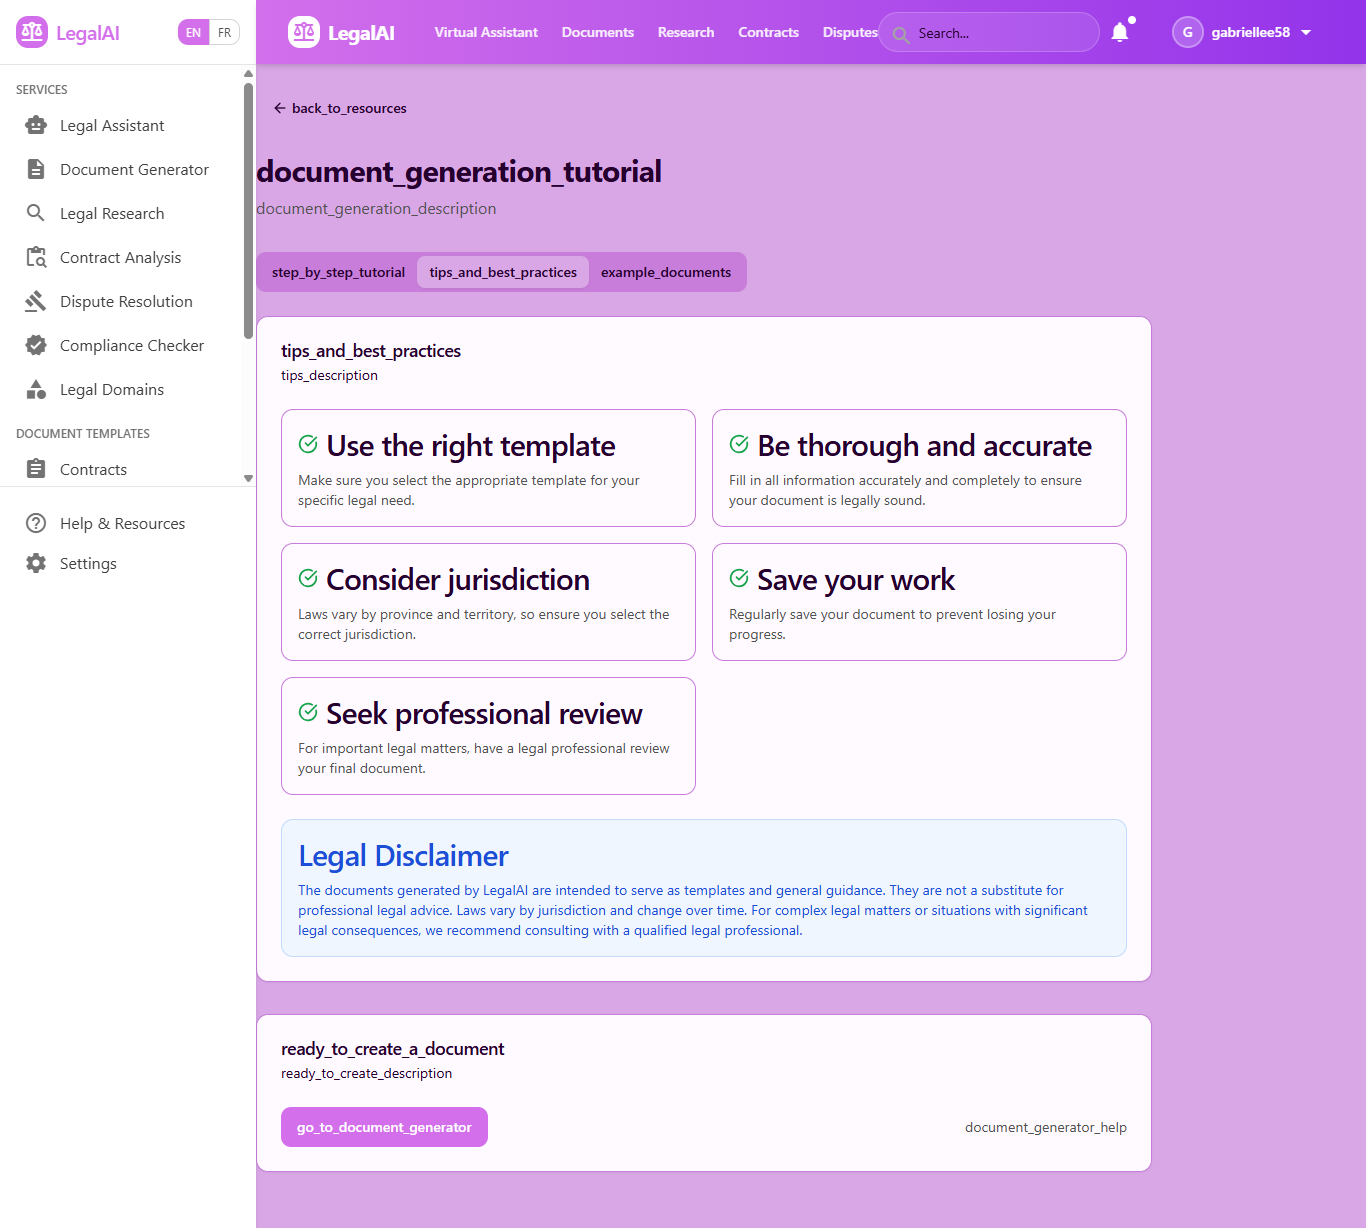 LegalAI
EN FR
LegalAI
Virtual Assistant
Documents
Research
Contracts
Disputes
Search...
G
gabriellee58
SERVICES
Legal Assistant
Document Generator
Legal Research
Contract Analysis
Dispute Resolution
Compliance Checker
Legal Domains
DOCUMENT TEMPLATES
Contracts
Help & Resources
Settings
back_to_resources
document_generation_tutorial
document_generation_description
step_by_step_tutorial
tips_and_best_practices
example_documents
tips_and_best_practices
tips_description
Use the right template
Make sure you select the appropriate template for your
specific legal need.
Be thorough and accurate
Fill in all information accurately and completely to ensure
your document is legally sound.
Consider jurisdiction
Laws vary by province and territory, so ensure you select the
correct jurisdiction.
Save your work
Regularly save your document to prevent losing your
progress.
Seek professional review
For important legal matters, have a legal professional review
your final document.
Legal Disclaimer
The documents generated by LegalAI are intended to serve as templates and general guidance. They are not a substitute for
professional legal advice. Laws vary by jurisdiction and change over time. For complex legal matters or situations with significant
legal consequences, we recommend consulting with a qualified legal professional.
ready_to_create_a_document
ready_to_create_description
go_to_document_generator
document_generator_help